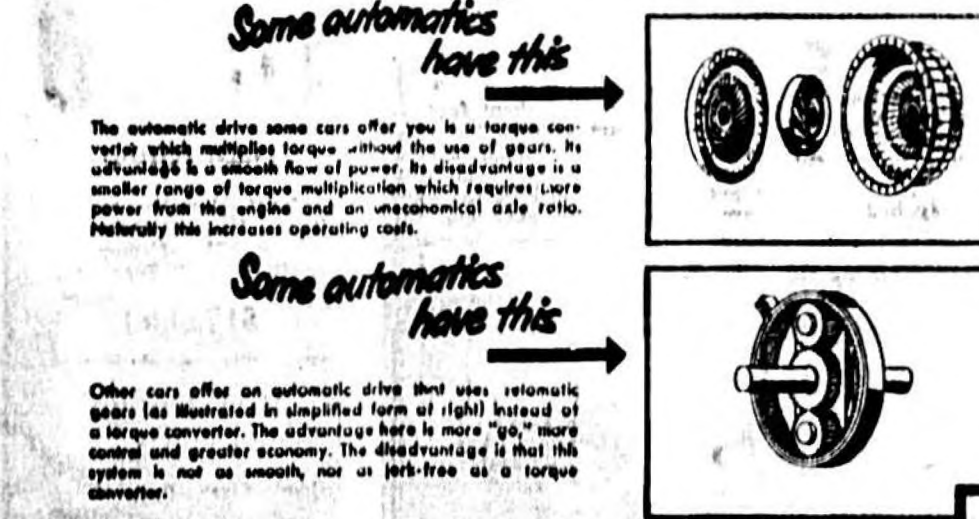 Some automatics
have this
The automatic drive some cars offer you is a torque con-
verter which multiplies torque without the use of gears. Its
advantage is a smooth flow of power. Its disadvantage is a
smaller range of torque multiplication which requires more
power from the engine and an uneconomical axle ratio.
Naturally this increases operating costs.
Some automatics
have this
Other cars offer an automatic drive that uses automatic
gears (as illustrated in simplified form at right) instead of
a torque converter. The advantage here is more "go," more
control and greater economy. The disadvantage is that this
system is not as smooth, nor as jerk-free as a torque
converter.